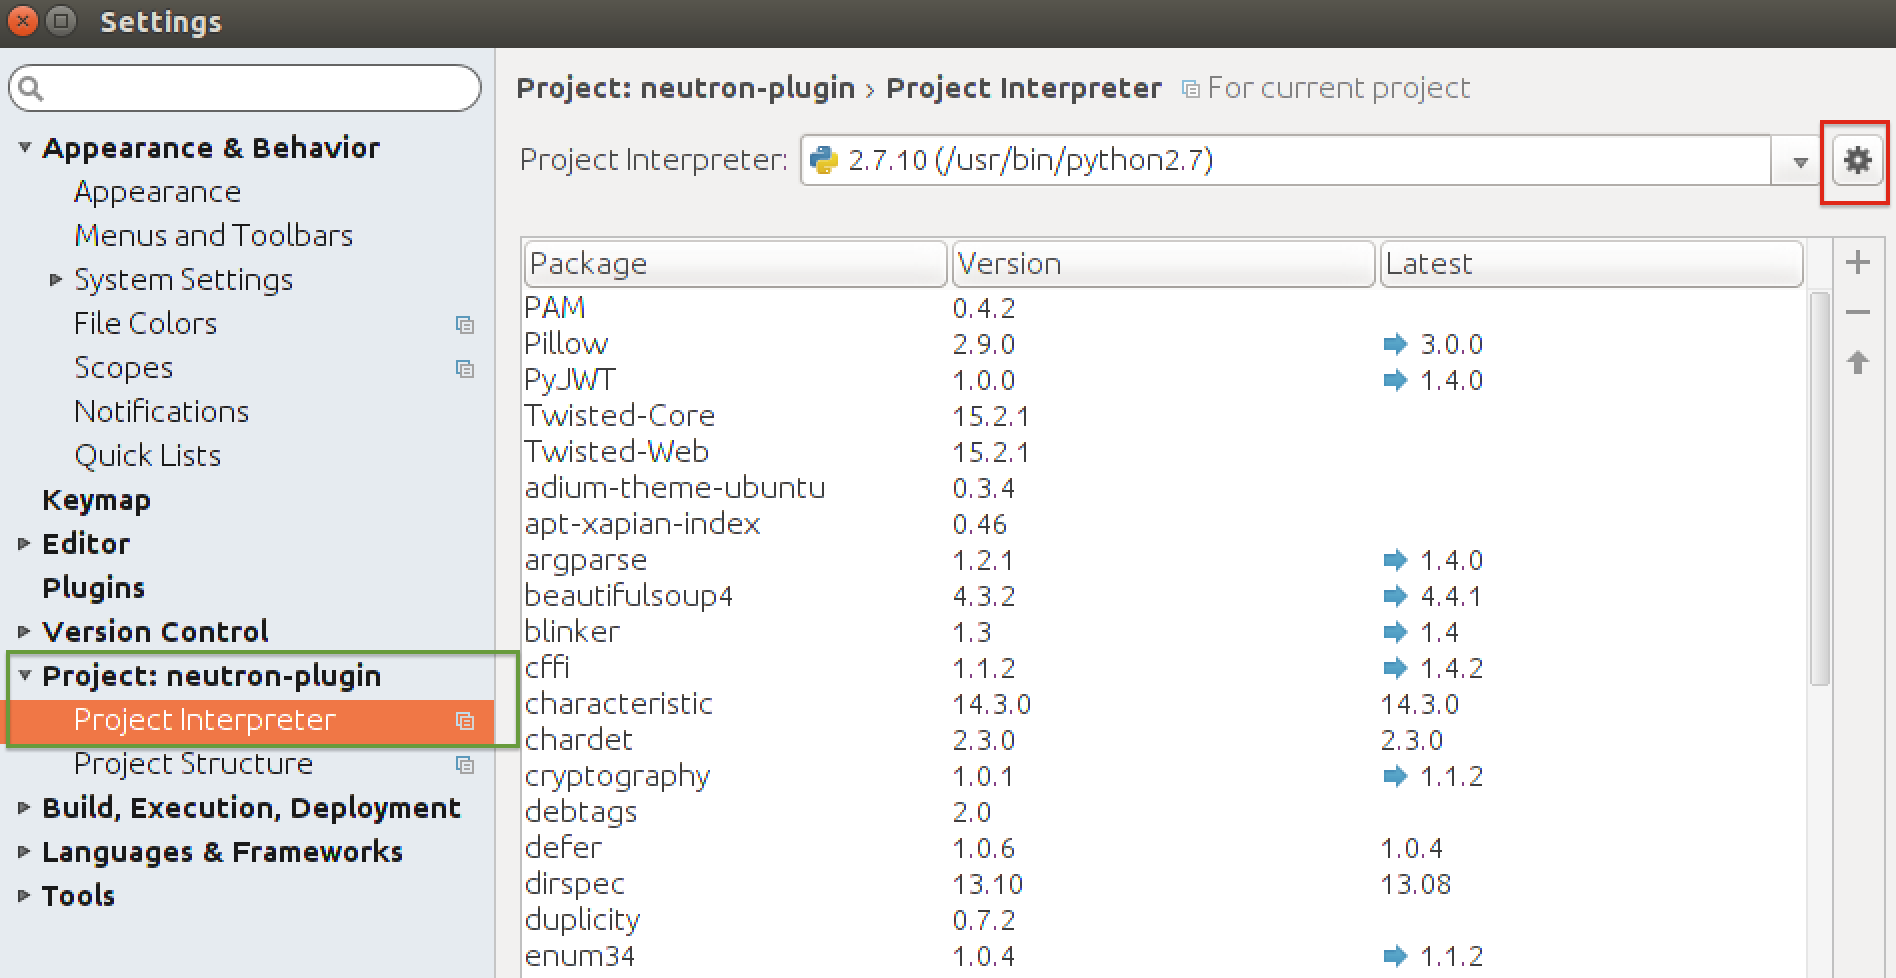 Settings
Appearance & Behavior
Appearance
Menus and Toolbars
System Settings
File Colors
Scopes
Notifications
Quick Lists
Keymap
Editor
Plugins
Version Control
Project: neutron-plugin
Project Interpreter
Project Structure
Build, Execution, Deployment
Languages & Frameworks
Tools
Project: neutron-plugin › Project Interpreter For current project
Project Interpreter: 2.7.10 (/usr/bin/python2.7)
Package Version Latest
PAM 0.4.2
Pillow 2.9.0 3.0.0
PyJWT 1.0.0 1.4.0
Twisted-Core 15.2.1
Twisted-Web 15.2.1
adium-theme-ubuntu 0.3.4
apt-xapian-index 0.46
argparse 1.2.1 1.4.0
beautifulsoup4 4.3.2 4.4.1
blinker 1.3 1.4
cffi 1.1.2 1.4.2
characteristic 14.3.0 14.3.0
chardet 2.3.0 2.3.0
cryptography 1.0.1 1.1.2
debtags 2.0
defer 1.0.6 1.0.4
dirspec 13.10 13.08
duplicity 0.7.2
enum34 1.0.4 1.1.2